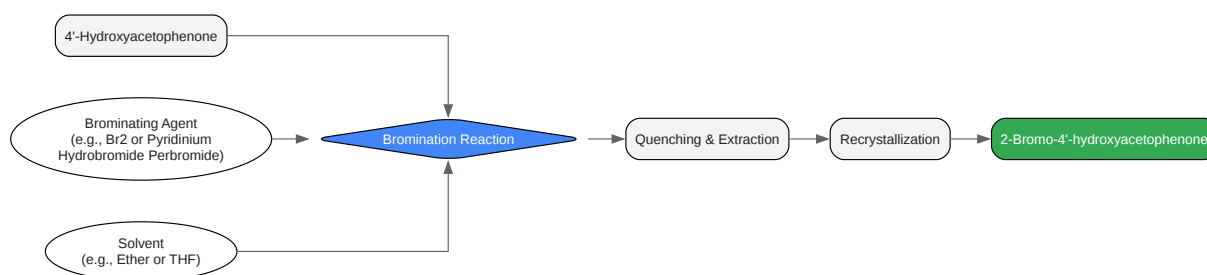 4'-Hydroxyacetophenone
Brominating Agent
(e.g., Br2 or Pyridinium
Hydrobromide Perbromide)
Solvent
(e.g., Ether or THF)
Bromination Reaction
Quenching & Extraction
Recrystallization
2-Bromo-4'-hydroxyacetophenone